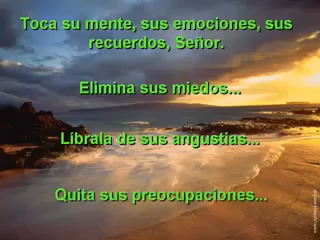 Toca su mente, sus emociones, sus
recuerdos, Señor.
Elimina sus miedos...
Líbrala de sus angustias...
Quita sus preocupaciones...